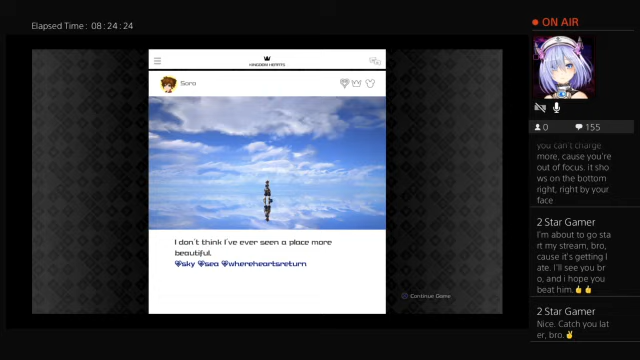 Elapsed Time: 08:24:24
ON AIR
KINGDOM HEARTS
Sora
0
155
you can't charge
more, cause you're
out of focus. It sho
ws on the bottom
right, right by your
face
2 Star Gamer
I'm about to go sta
rt my stream, bro,
cause it's getting l
ate. I'll see you br
o, and i hope you
beat him.👍👍
2 Star Gamer
Nice. Catch you lat
er, bro.✌
I don't think I've ever seen a place more
beautiful.
sky sea whereheartsreturn
Continue Game